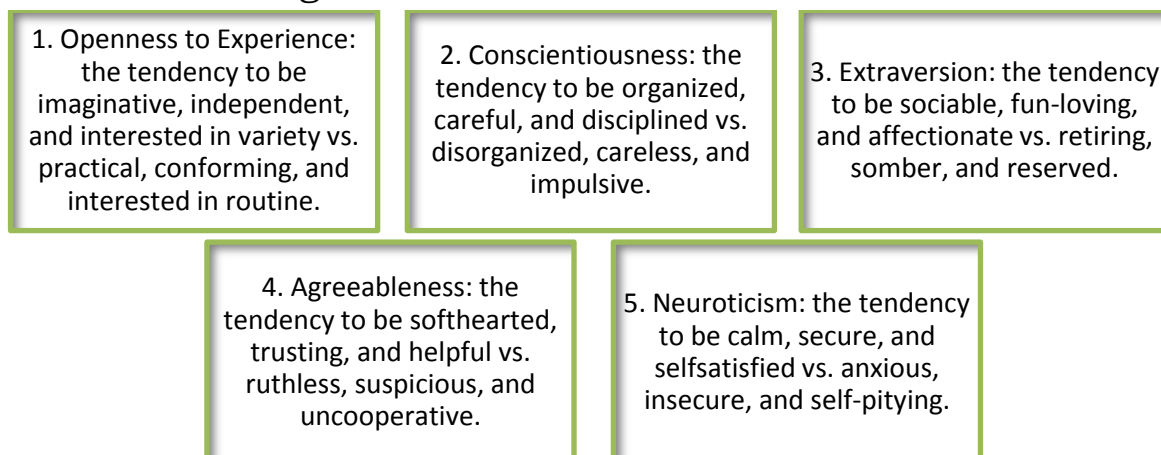 1. Openness to Experience:
the tendency to be
imaginative, independent,
and interested in variety vs.
practical, conforming, and
interested in routine.
2. Conscientiousness: the
tendency to be organized,
careful, and disciplined vs.
disorganized, careless, and
impulsive.
3. Extraversion: the tendency
to be sociable, fun-loving,
and affectionate vs. retiring,
somber, and reserved.
4. Agreeableness: the
tendency to be softhearted,
trusting, and helpful vs.
ruthless, suspicious, and
uncooperative.
5. Neuroticism: the tendency
to be calm, secure, and
selfsatisfied vs. anxious,
insecure, and self-pitying.